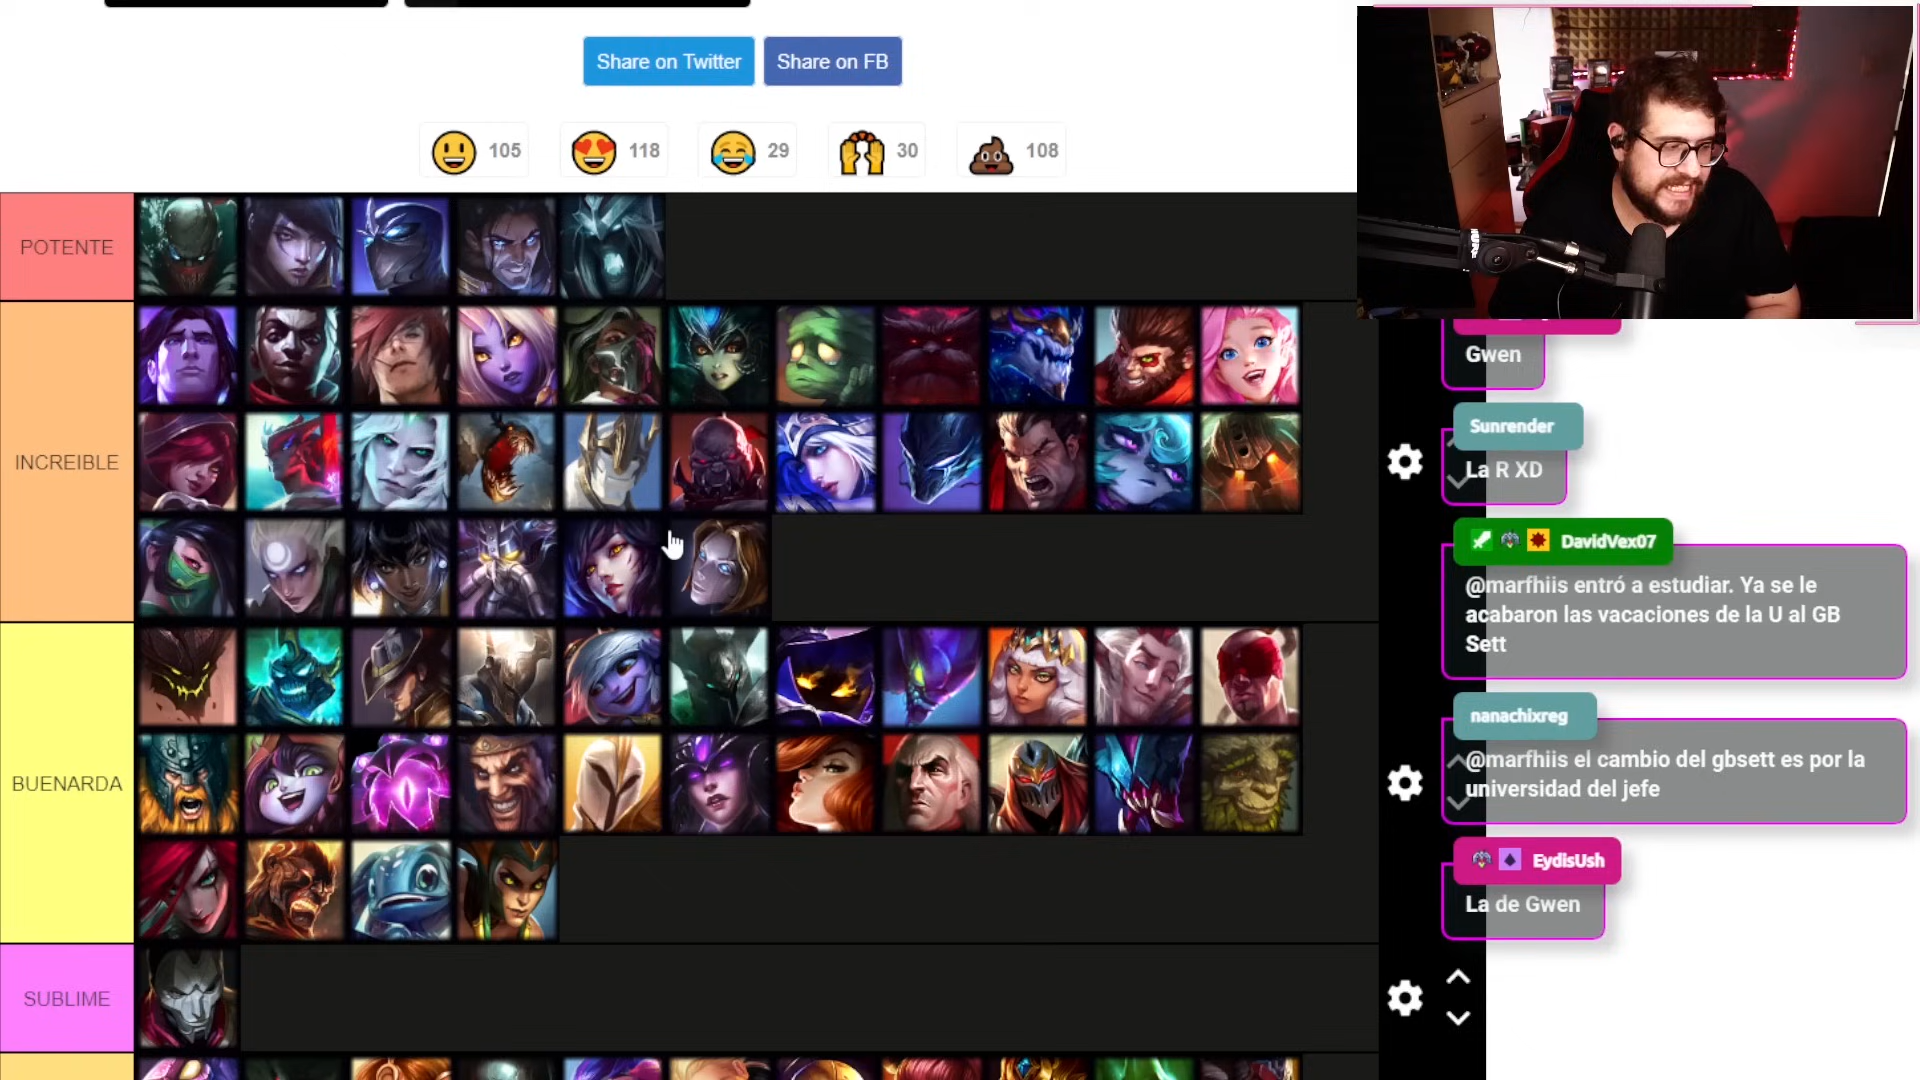 Share on Twitter
Share on FB
105
118
29
30
108
POTENTE
INCREIBLE
BUENARDA
SUBLIME
Gwen
Sunrender
La R XD
DavidVex07
@marfhiis entró a estudiar. Ya se le
acabaron las vacaciones de la U al GB
Sett
nanachixreg
@marfhiis el cambio del gbsett es por la
universidad del jefe
EydisUsh
La de Gwen